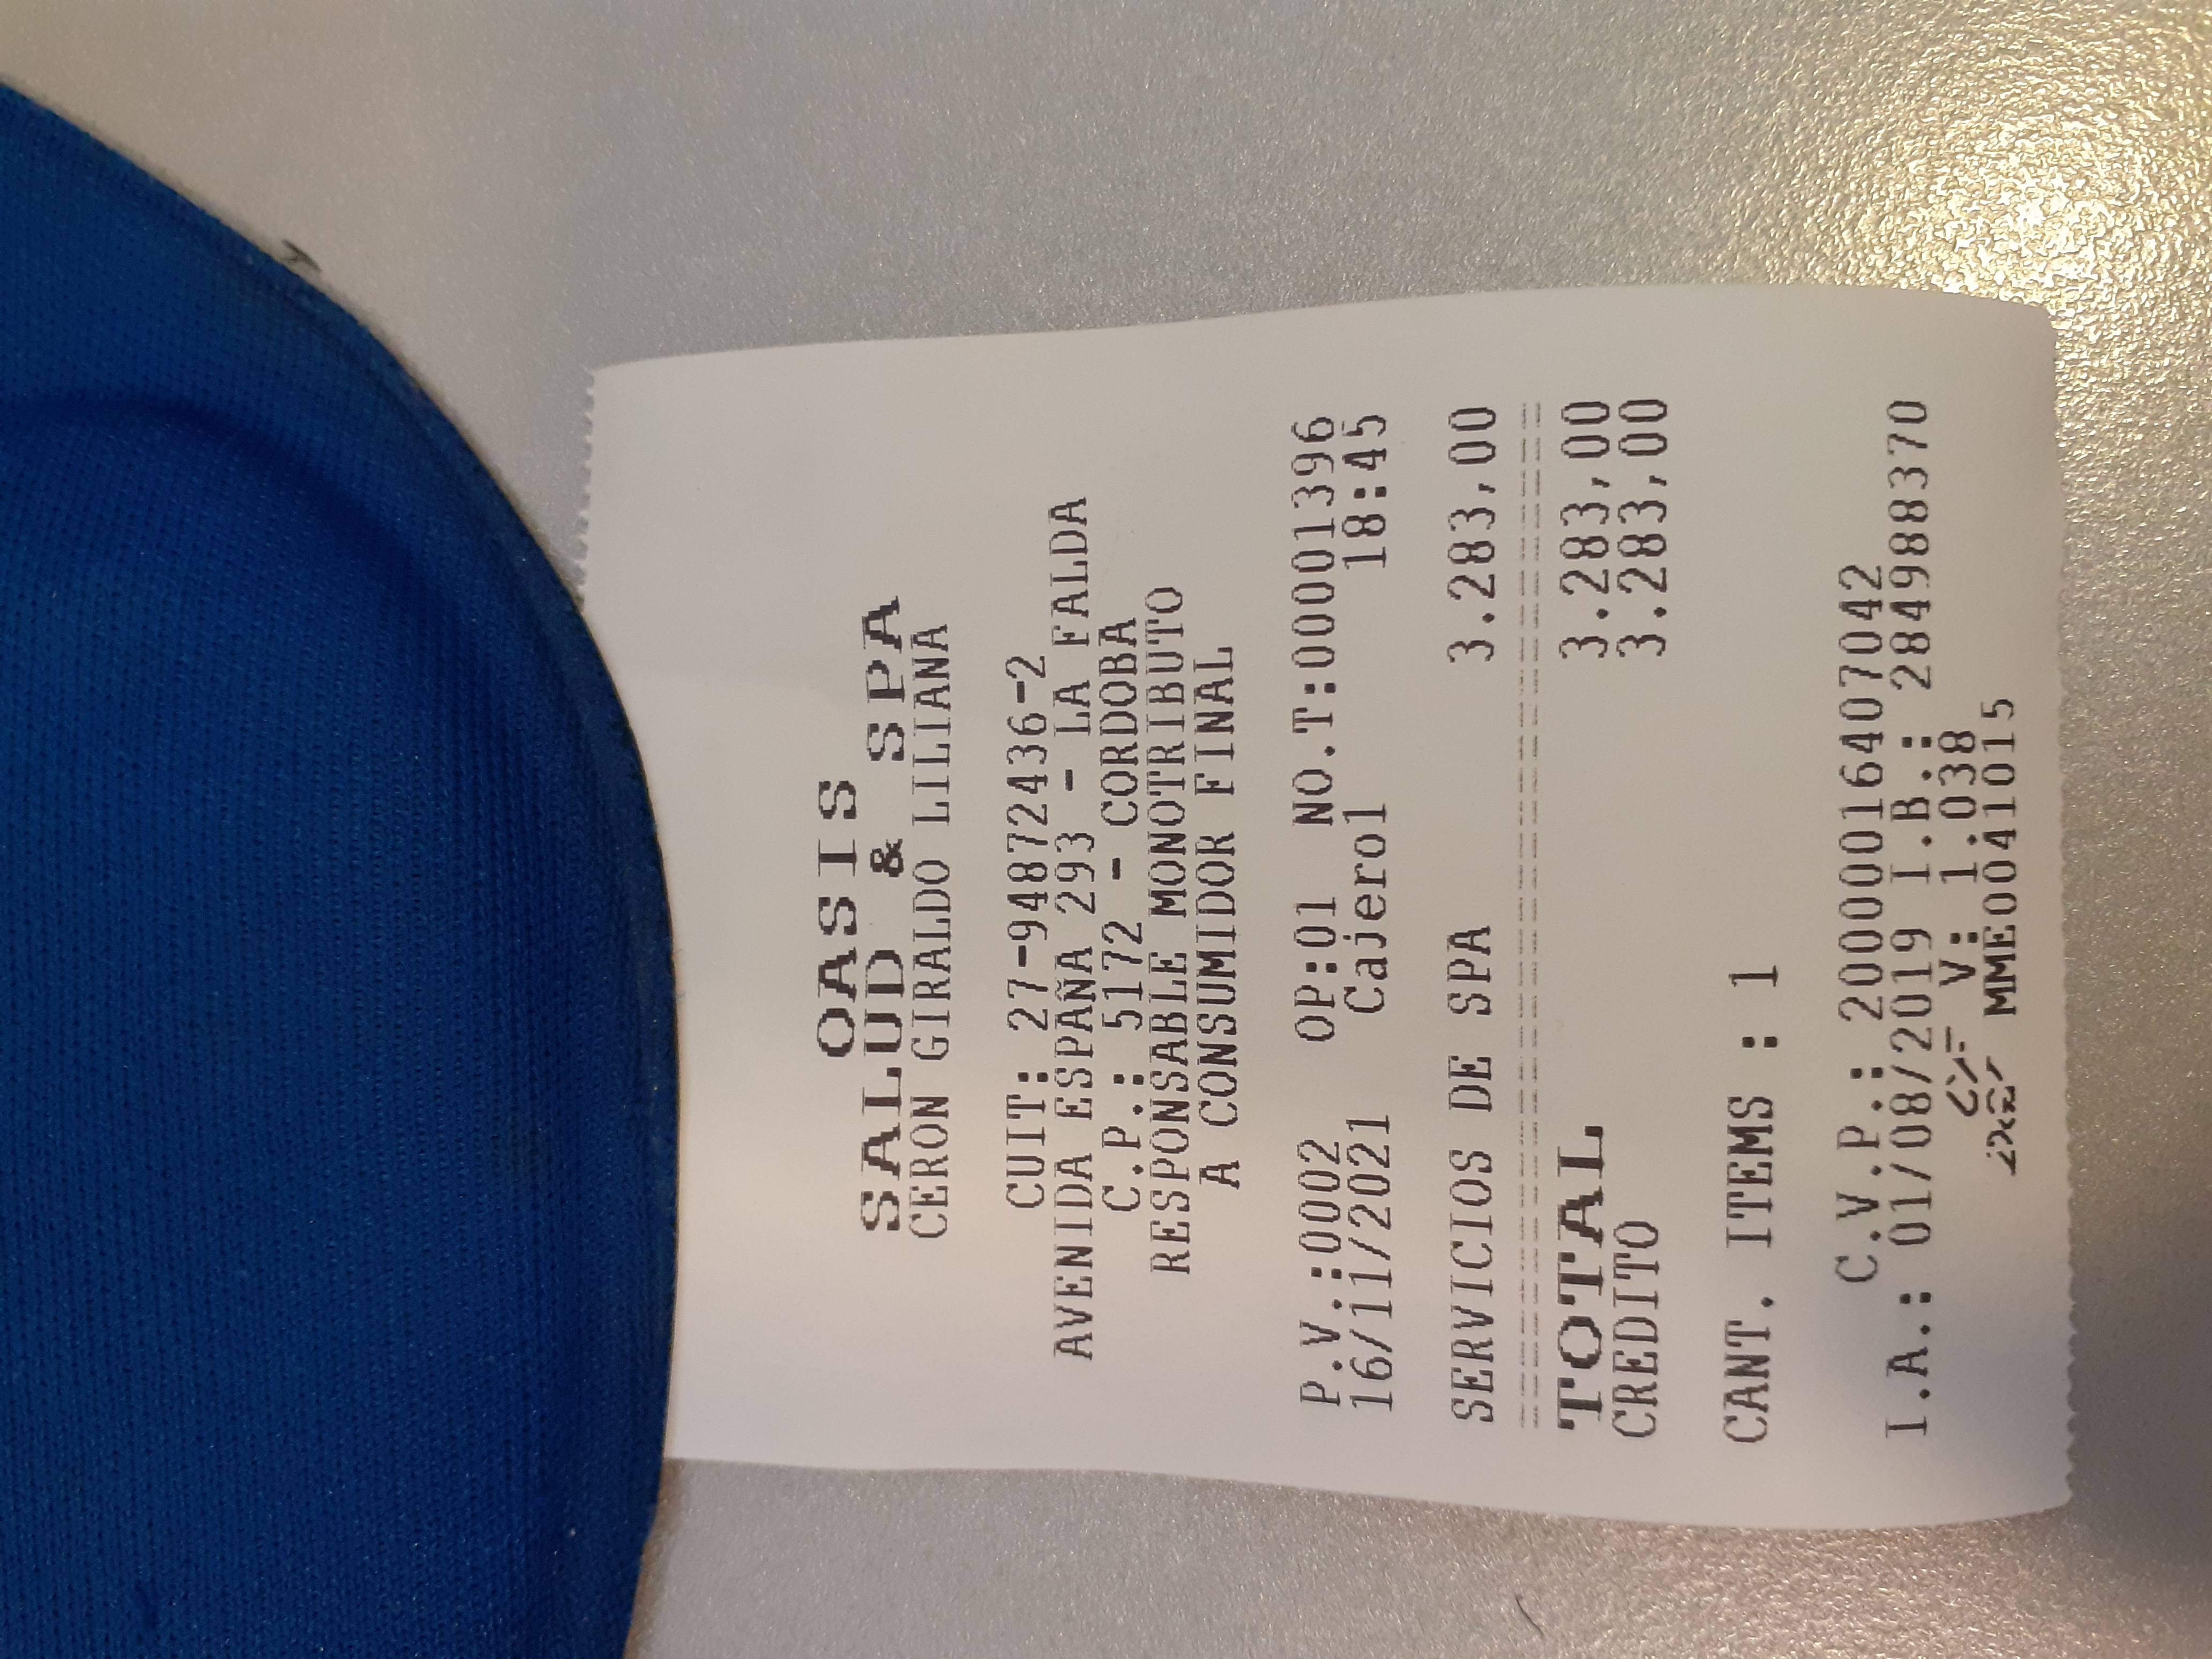 OASIS
SALUD & SPA
CERON GIRALDO LILIANA
CUIT: 27-94872436-2
AVENIDA ESPAÑA 293 - LA FALDA
C.P.: 5172 - CORDOBA
RESPONSABLE MONOTRIBUTO
A CONSUMIDOR FINAL
P.V.:0002 OP:01 NO.T:00001396
16/11/2021 Cajero1 18:45
SERVICIOS DE SPA 3.283,00
TOTAL 3.283,00
CREDITO 3.283,00
CANT. ITEMS : 1
C.V.P.: 20000016407042
I.A.: 01/08/2019 I.B.: 284988370
V: 1.038
MME0041015